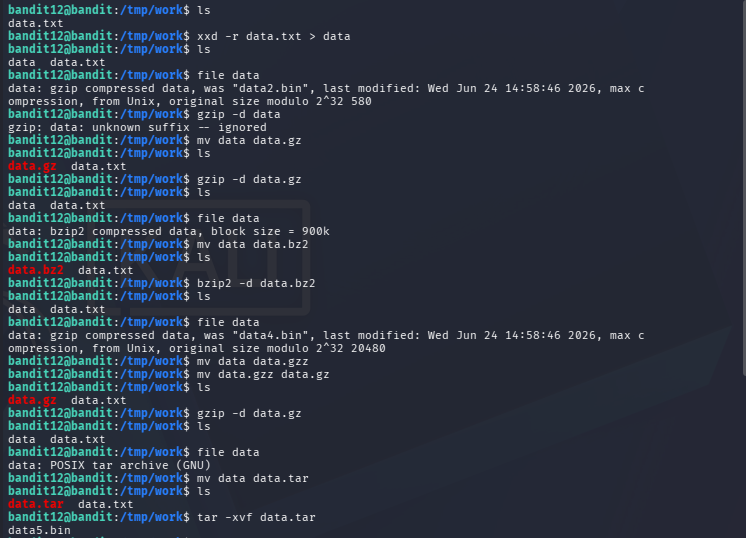 bandit12@bandit:/tmp/work$ ls
data.txt
bandit12@bandit:/tmp/work$ xxd -r data.txt > data
bandit12@bandit:/tmp/work$ ls
data  data.txt
bandit12@bandit:/tmp/work$ file data
data: gzip compressed data, was "data2.bin", last modified: Wed Jun 24 14:58:46 2026, max c
ompression, from Unix, original size modulo 2^32 580
bandit12@bandit:/tmp/work$ gzip -d data
gzip: data: unknown suffix -- ignored
bandit12@bandit:/tmp/work$ mv data data.gz
bandit12@bandit:/tmp/work$ ls
data.gz  data.txt
bandit12@bandit:/tmp/work$ gzip -d data.gz
bandit12@bandit:/tmp/work$ ls
data  data.txt
bandit12@bandit:/tmp/work$ file data
data: bzip2 compressed data, block size = 900k
bandit12@bandit:/tmp/work$ mv data data.bz2
bandit12@bandit:/tmp/work$ ls
data.bz2  data.txt
bandit12@bandit:/tmp/work$ bzip2 -d data.bz2
bandit12@bandit:/tmp/work$ ls
data  data.txt
bandit12@bandit:/tmp/work$ file data
data: gzip compressed data, was "data4.bin", last modified: Wed Jun 24 14:58:46 2026, max c
ompression, from Unix, original size modulo 2^32 20480
bandit12@bandit:/tmp/work$ mv data data.gzz
bandit12@bandit:/tmp/work$ mv data.gzz data.gz
bandit12@bandit:/tmp/work$ ls
data.gz  data.txt
bandit12@bandit:/tmp/work$ gzip -d data.gz
bandit12@bandit:/tmp/work$ ls
data  data.txt
bandit12@bandit:/tmp/work$ file data
data: POSIX tar archive (GNU)
bandit12@bandit:/tmp/work$ mv data data.tar
bandit12@bandit:/tmp/work$ ls
data.tar  data.txt
bandit12@bandit:/tmp/work$ tar -xvf data.tar
data5.bin